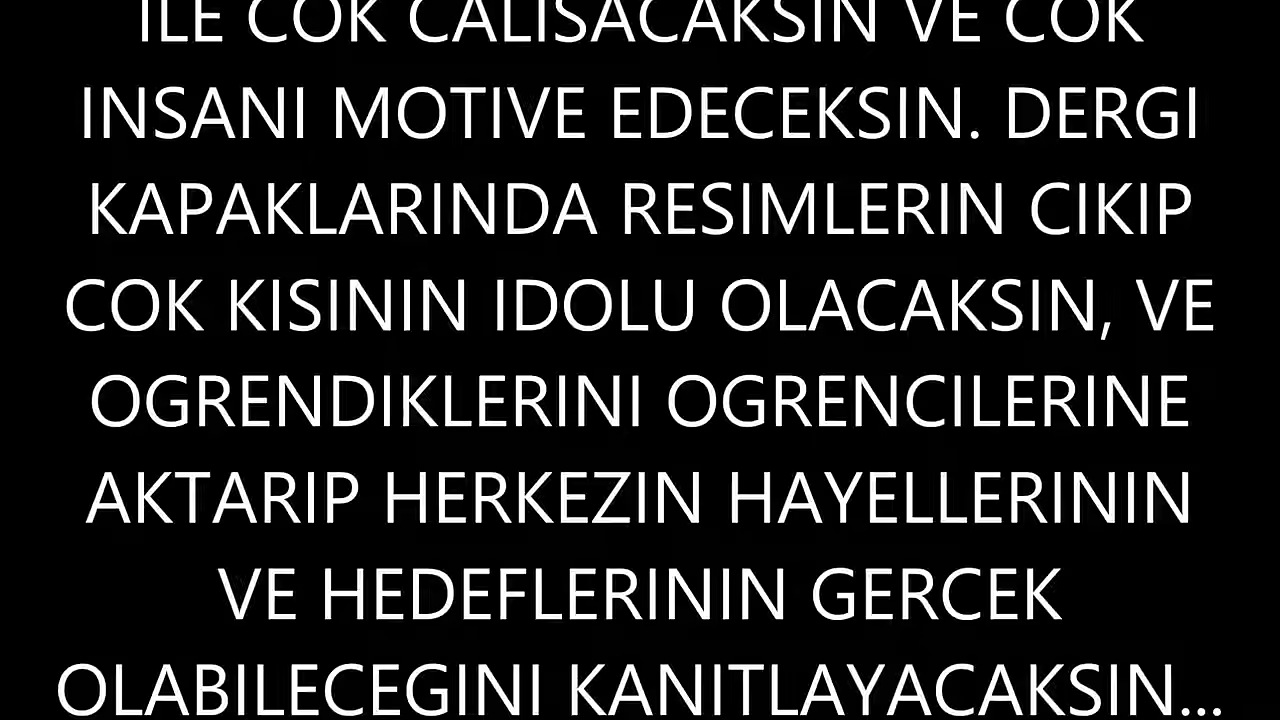 ILE COK CALISACAKSIN VE COK
INSANI MOTIVE EDECEKSIN. DERGI
KAPAKLARINDA RESIMLERIN CIKIP
COK KISININ IDOLU OLACAKSIN, VE
OGRENDIKLERINI OGRENCILERINE
AKTARIP HERKEZIN HAYELLERININ
VE HEDEFLERININ GERCEK
OLABILECEGINI KANITLAYACAKSIN...